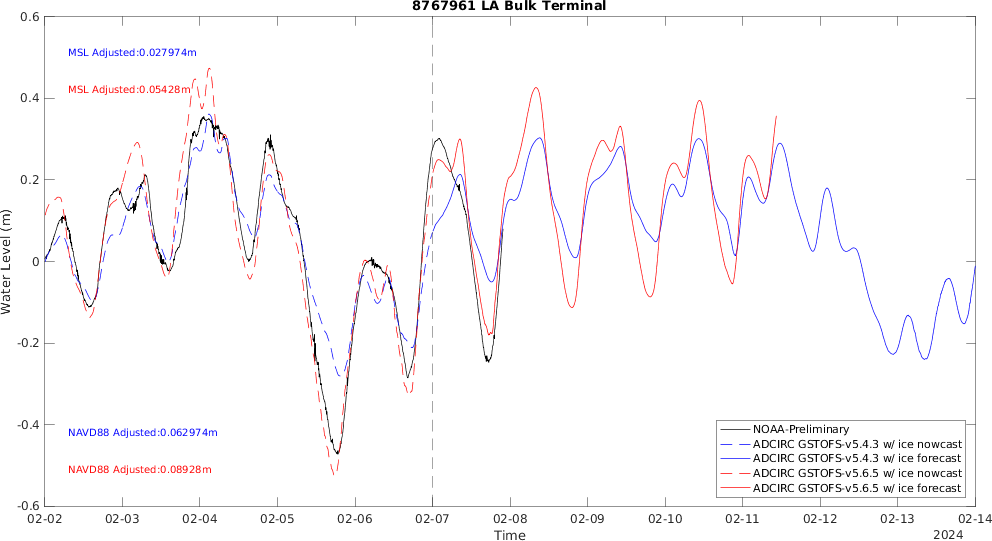 8767961 LA Bulk Terminal
0.6
MSL Adjusted:0.027974m
MSL Adjusted:0.05428m
0.4
0.2
0
-0.2
-0.4
-0.6
Water Level (m)
NAVD88 Adjusted:0.062974m
NAVD88 Adjusted:0.08928m
NOAA-Preliminary
ADCIRC GSTOFS-v5.4.3 w/ ice nowcast
ADCIRC GSTOFS-v5.4.3 w/ ice forecast
ADCIRC GSTOFS-v5.6.5 w/ ice nowcast
ADCIRC GSTOFS-v5.6.5 w/ ice forecast
02-02 02-03 02-04 02-05 02-06 02-07 02-08 02-09 02-10 02-11 02-12 02-13 02-14
Time
2024